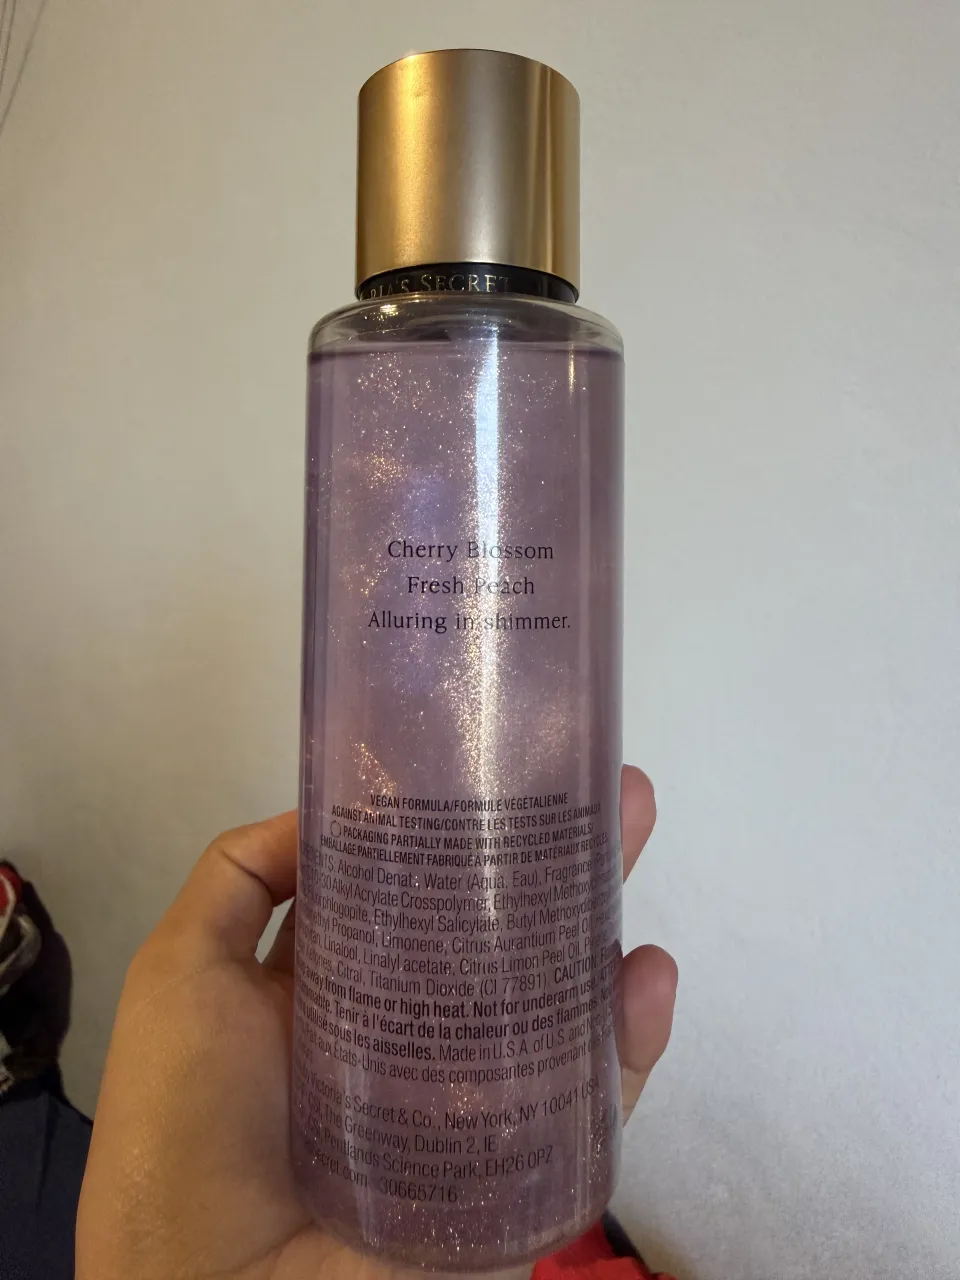 SECRET
Cherry Blossom
Fresh Peach
Alluring in shimmer.
VEGAN FORMULA/FORMULE VÉGÉTALIENNE
AGAINST ANIMAL TESTING/CONTRE LES TESTS SUR LES ANIMAUX
PACKAGING PARTIALLY MADE WITH RECYCLED MATERIALS/
EMBALLAGE PARTIELLEMENT FABRIQUÉ À PARTIR DE MATÉRIAUX RECYCLÉS.
Alcohol Denat., Water (Aqua, Eau), Fragrance
Alkyl Acrylate Crosspolymer, Ethylhexyl
Ethylhexyl Salicylate, Butyl
Propanol, Limonene, Citrus Aurantium Peel Oil,
Linalool, Linalyl acetate, Citrus Limon Peel Oil,
Citral, Titanium Dioxide (CI 77891). CAUTION:
away from flame or high heat. Not for underarm use.
Tenir à l'écart de la chaleur ou des flammes.
utilisé sous les aisselles. Made in U.S.A. of U.S. and
aux États-Unis avec des composantes provenant des
Victoria's Secret & Co., New York, NY 10041 USA
The Greenway, Dublin 2, IE
Pentlands Science Park, EH26 0PZ
30665716